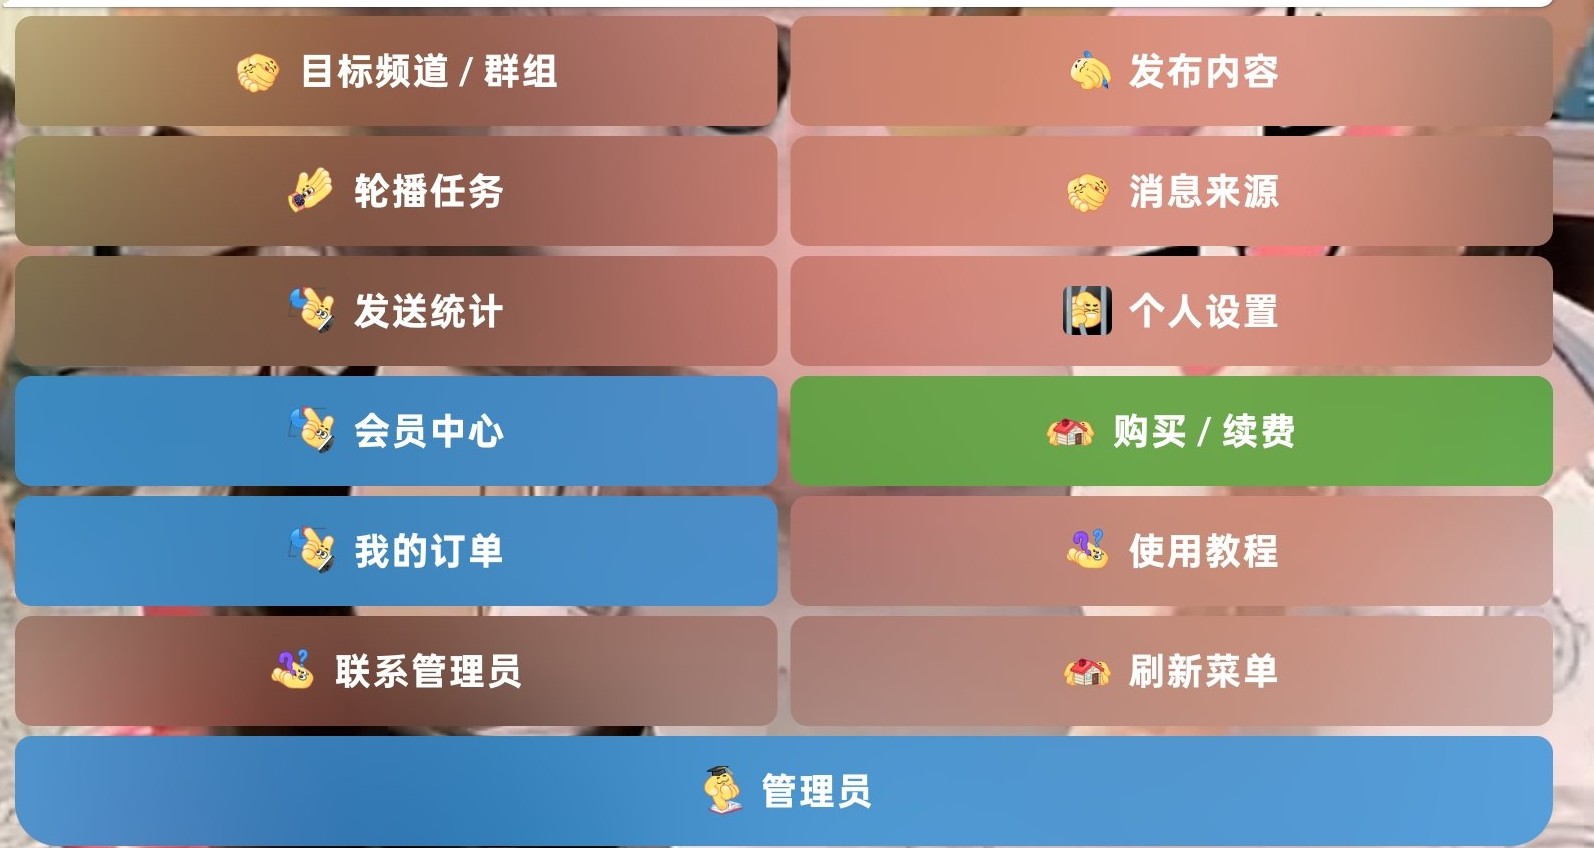 目标频道 / 群组
发布内容
轮播任务
消息来源
发送统计
个人设置
会员中心
购买 / 续费
我的订单
使用教程
联系管理员
刷新菜单
管理员